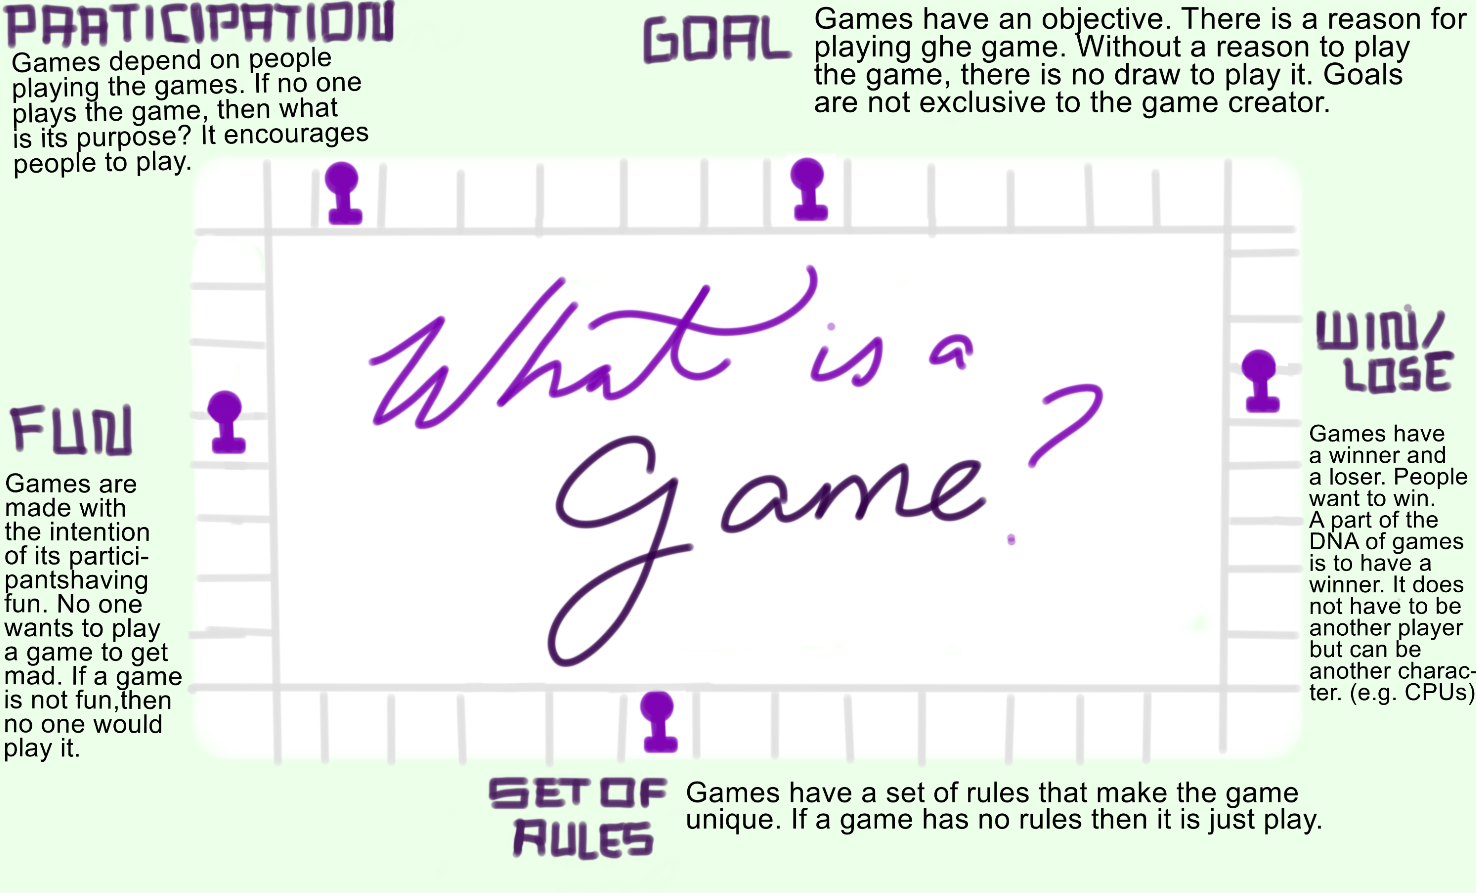 PARTICIPATION
Games depend on people
playing the games. If no one
plays the game, then what
is its purpose? It encourages
people to play.
GOAL
Games have an objective. There is a reason for
playing ghe game. Without a reason to play
the game, there is no draw to play it. Goals
are not exclusive to the game creator.
What is a
Game?
FUN
Games are
made with
the intention
of its partici-
pantshaving
fun. No one
wants to play
a game to get
mad. If a game
is not fun,then
no one would
play it.
WIN/
LOSE
Games have
a winner and
a loser. People
want to win.
A part of the
DNA of games
is to have a
winner. It does
not have to be
another player
but can be
another charac-
ter. (e.g. CPUs)
SET OF
RULES
Games have a set of rules that make the game
unique. If a game has no rules then it is just play.